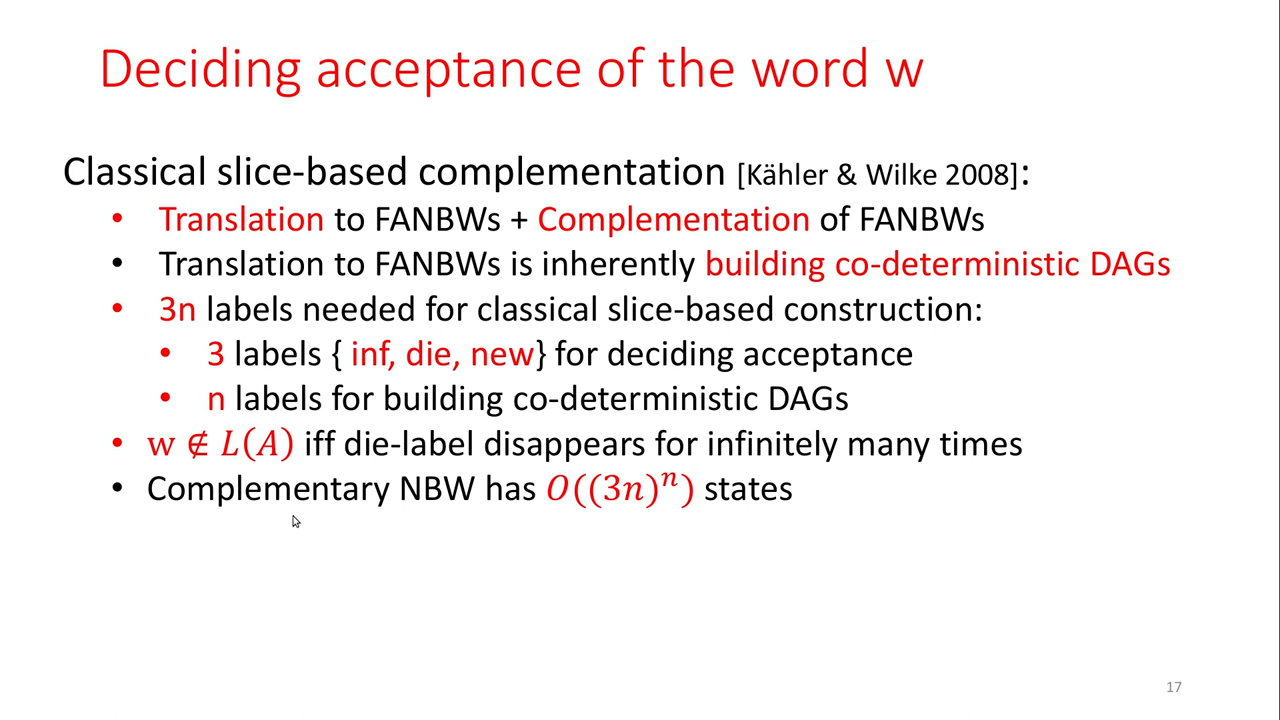 Deciding acceptance of the word w
Classical slice-based complementation [Kähler & Wilke 2008]:
• Translation to FANBWs + Complementation of FANBWs
• Translation to FANBWs is inherently building co-deterministic DAGs
• 3n labels needed for classical slice-based construction:
• 3 labels { inf, die, new} for deciding acceptance
• n labels for building co-deterministic DAGs
• w ∉ L(A) iff die-label disappears for infinitely many times
• Complementary NBW has O((3n)ⁿ) states
17